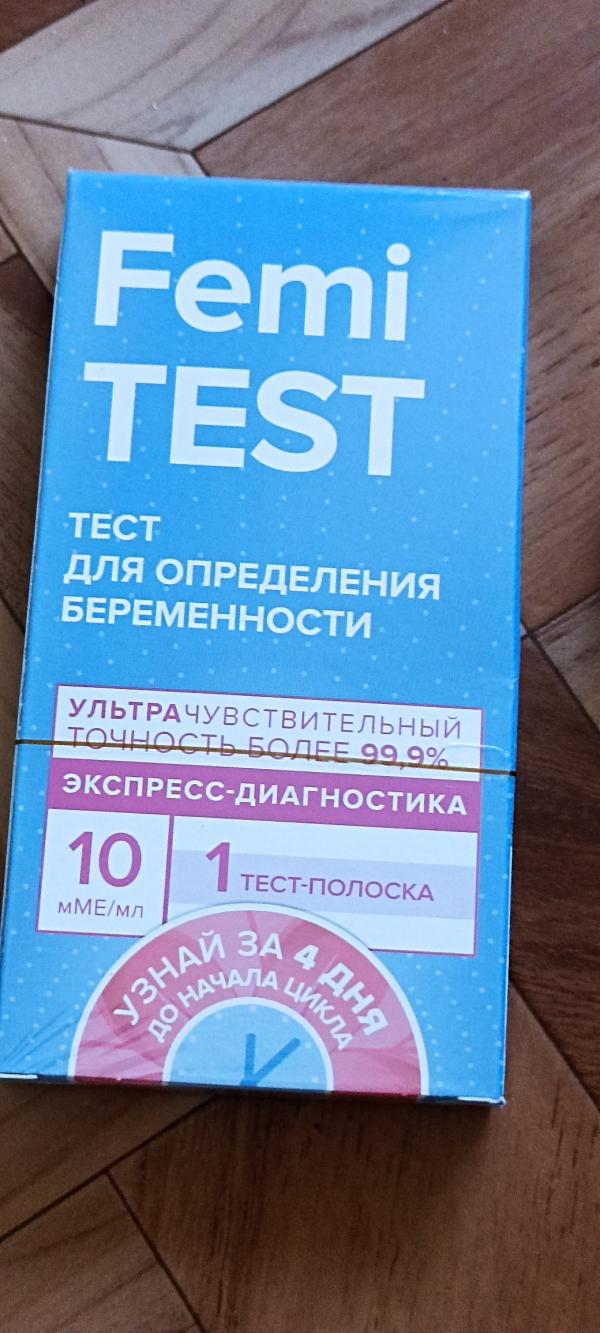 Femi
TEST
ТЕСТ
ДЛЯ ОПРЕДЕЛЕНИЯ
БЕРЕМЕННОСТИ
УЛЬТРАЧУВСТВИТЕЛЬНЫЙ
ТОЧНОСТЬ БОЛЕЕ 99,9%
ЭКСПРЕСС-ДИАГНОСТИКА
10
мМЕ/мл
1 ТЕСТ-ПОЛОСКА
УЗНАЙ ЗА 4 ДНЯ
ДО НАЧАЛА ЦИКЛА